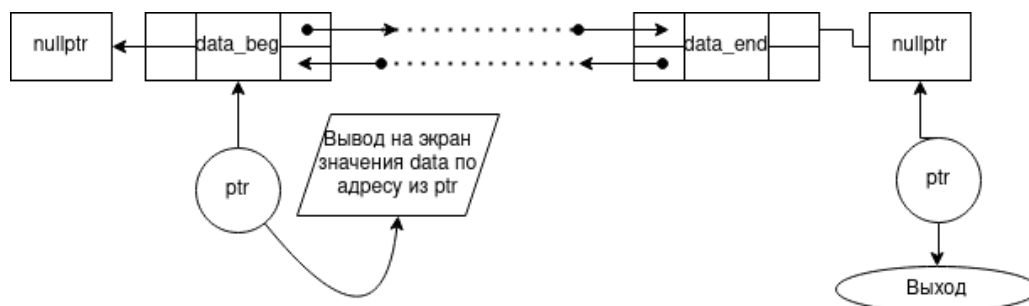 nullptr
data_beg
data_end
nullptr
ptr
Вывод на экран
значения data по
адресу из ptr
ptr
Выход